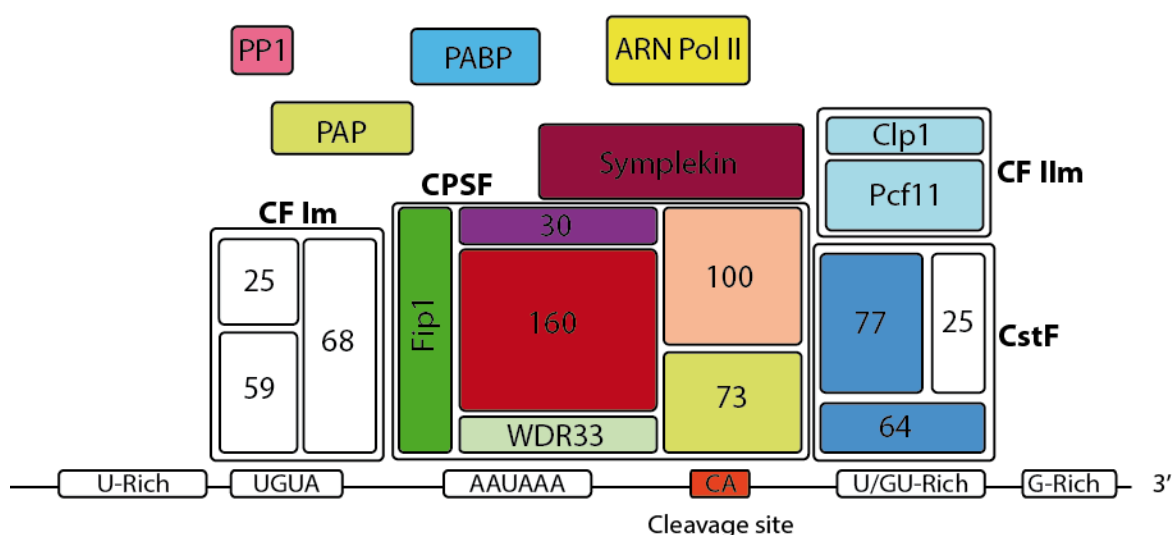 PP1
PABP
ARN Pol II
PAP
Symplekin
Clp1
Pcf11
CF IIm
CPSF
CF Im
25
68
59
Fip1
30
160
WDR33
100
73
77
25
64
CstF
U-Rich
UGUA
AAUAAA
CA
U/GU-Rich
G-Rich
3'
Cleavage site